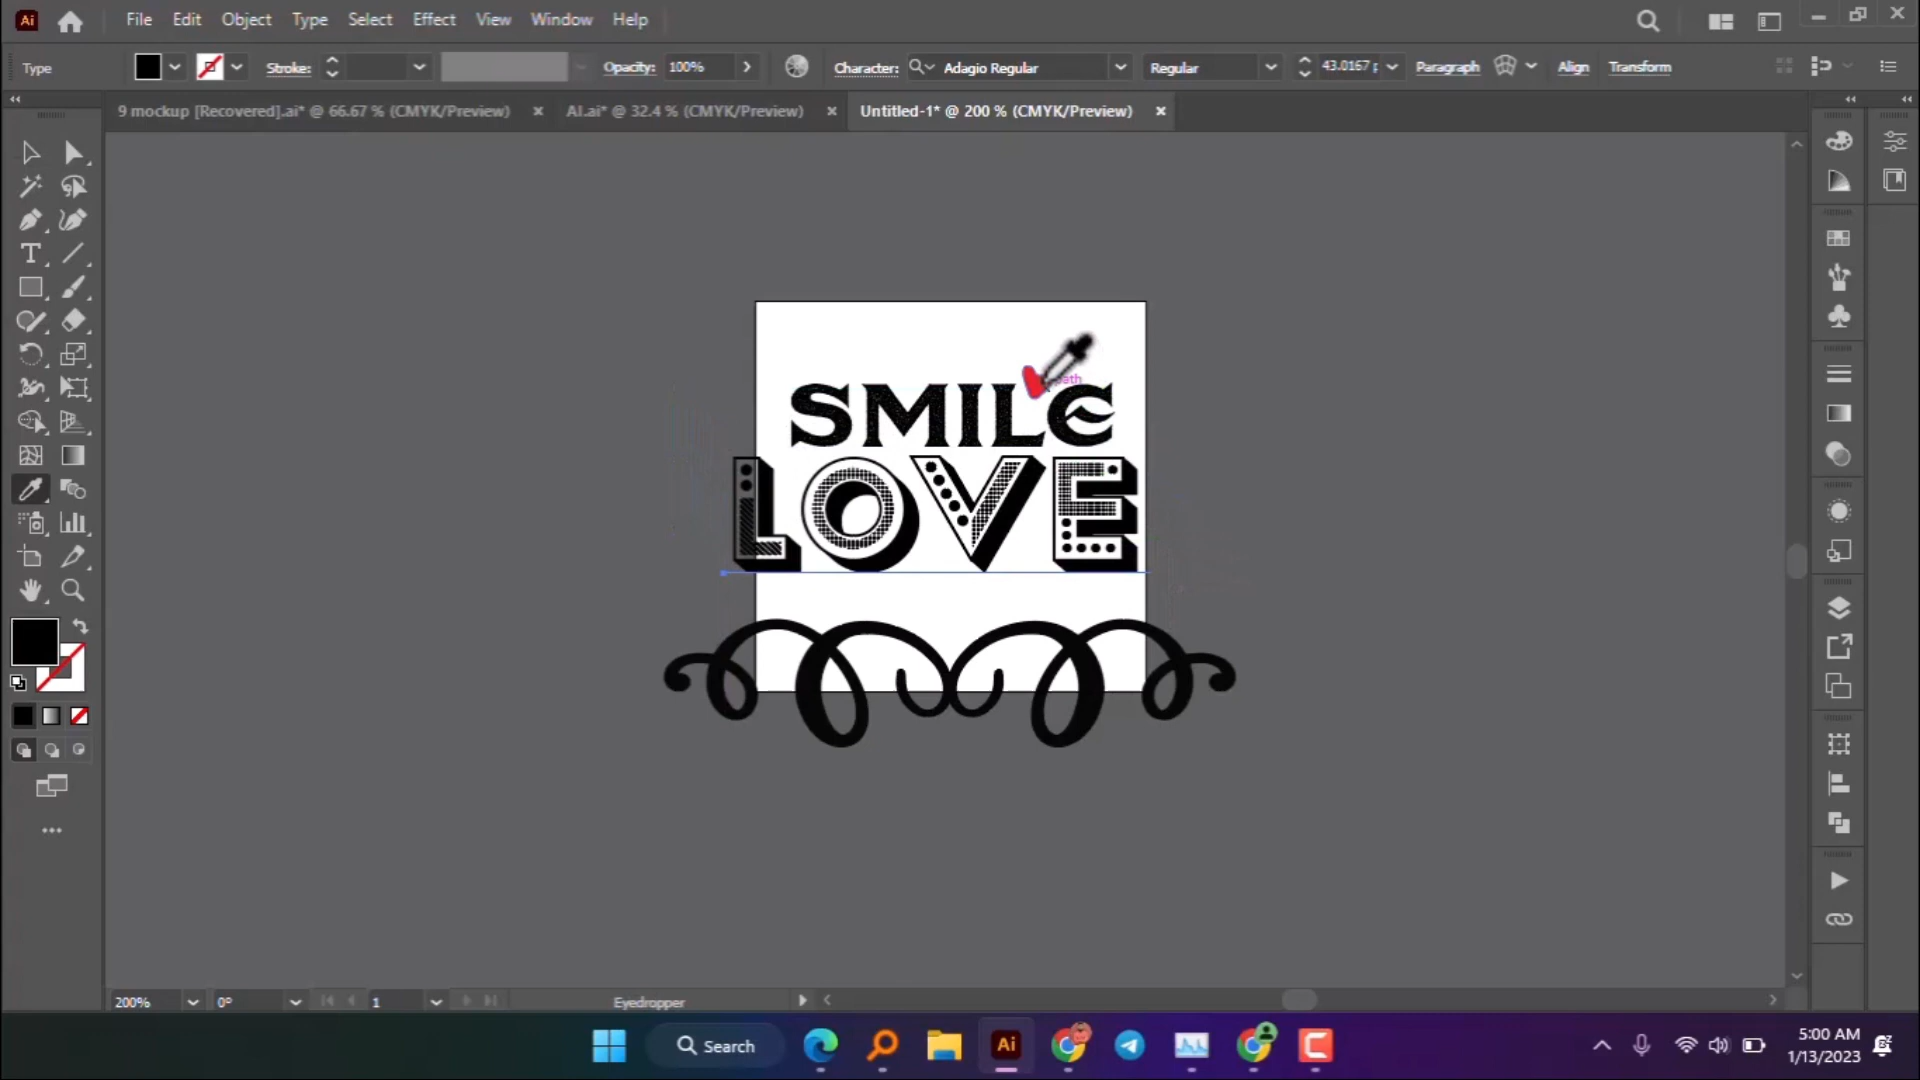 Ai File Edit Object Type Select Effect View Window Help
Type Stroke: Opacity: 100% Character: Adagio Regular Regular 43.0167 Paragraph Align Transform
9 mockup [Recovered].ai* @ 66.67 % (CMYK/Preview) AI.ai* @ 32.4 % (CMYK/Preview) Untitled-1* @ 200 % (CMYK/Preview)
SMILE
LOVE
200% 0° 1 Eyedropper
Search Ai 5:00 AM
1/13/2023